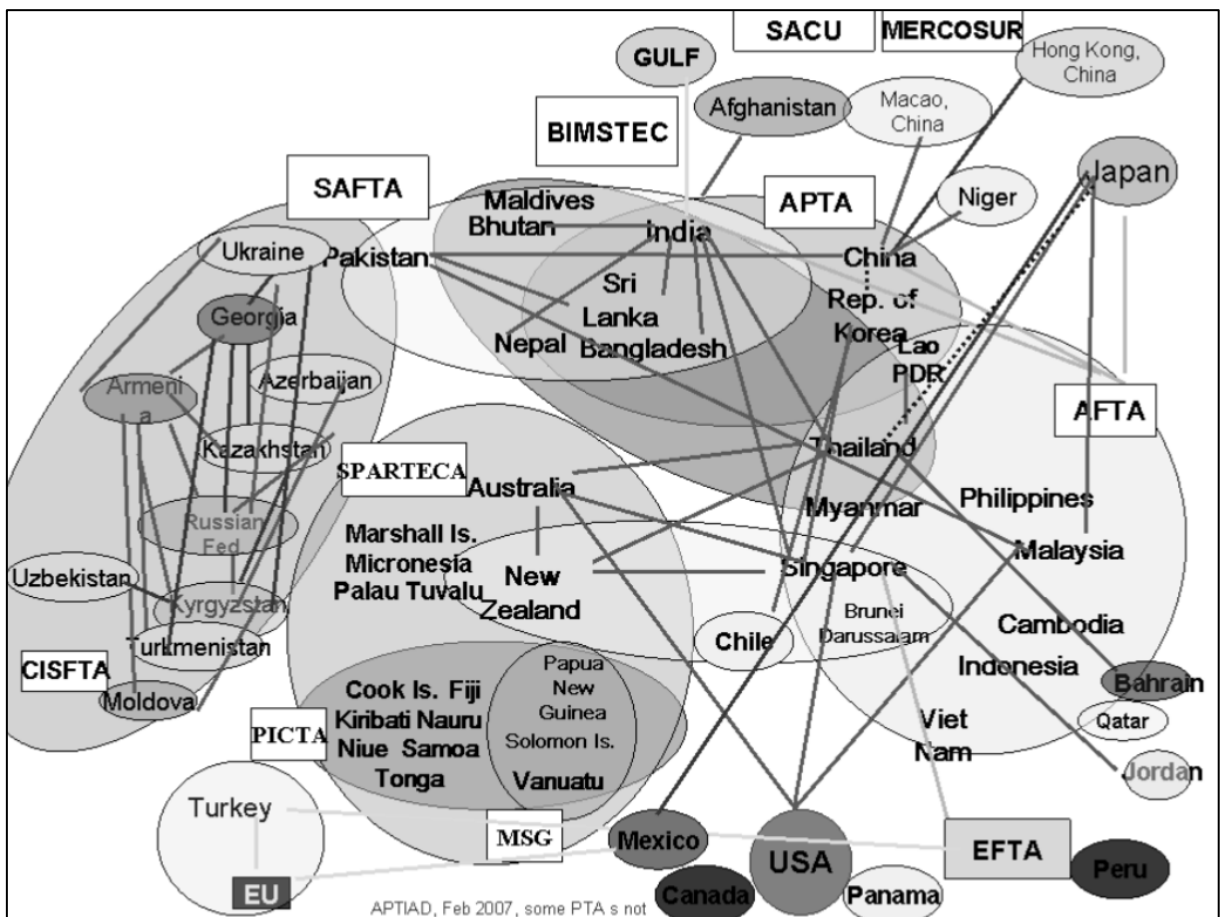 SACU
MERCOSUR
GULF
Hong Kong,
China
Afghanistan
Macao,
China
BIMSTEC
Japan
SAFTA
APTA
Niger
Maldives
Bhutan
India
Ukraine
Pakistan
China
Sri
Lanka
Rep. of
Korea
Georgia
Nepal
Bangladesh
Lao
PDR
Azerbaijan
Armeni
a
AFTA
Kazakhstan
Thailand
SPARTECA
Australia
Myanmar
Philippines
Russian
Fed
Marshall Is.
Micronesia
Palau Tuvalu
Malaysia
Uzbekistan
New
Zealand
Singapore
Kyrgyzstan
Brunei
Darussalam
Cambodia
Turkmenistan
Chile
CISFTA
Papua
New
Guinea
Indonesia
Moldova
Cook Is. Fiji
Kiribati Nauru
Niue Samoa
Tonga
Bahrain
PICTA
Solomon Is.
Viet
Nam
Qatar
Vanuatu
Jordan
Turkey
MSG
Mexico
USA
EFTA
Peru
EU
Canada
Panama
APTIAD, Feb 2007, some PTA s not